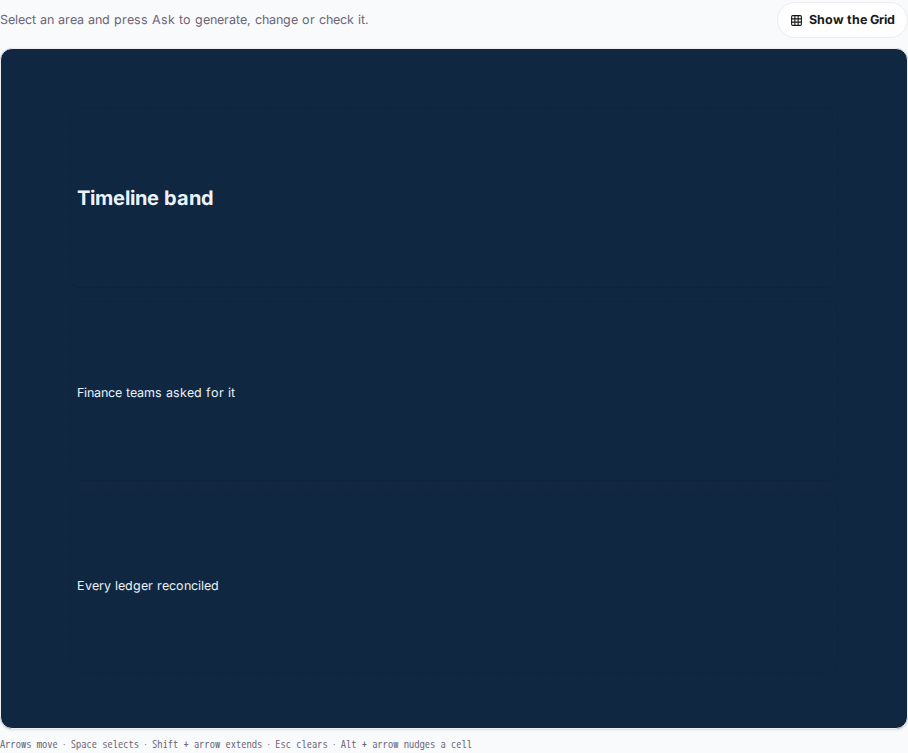 Select an area and press Ask to generate, change or check it.
Show the Grid
Timeline band
Finance teams asked for it
Every ledger reconciled
Arrows move · Space selects · Shift + arrow extends · Esc clears · Alt + arrow nudges a cell